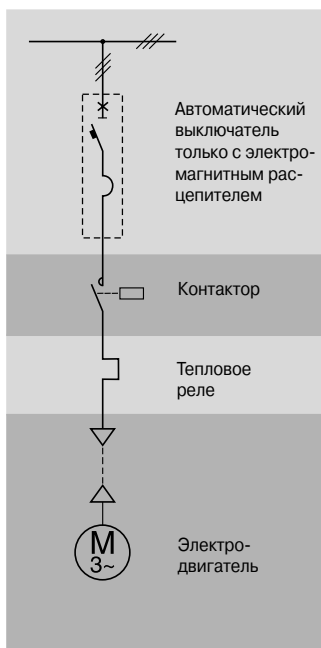 Автоматический
выключатель
только с электро-
магнитным рас-
цепителем
Контактор
Тепловое
реле
M
3~
Электро-
двигатель